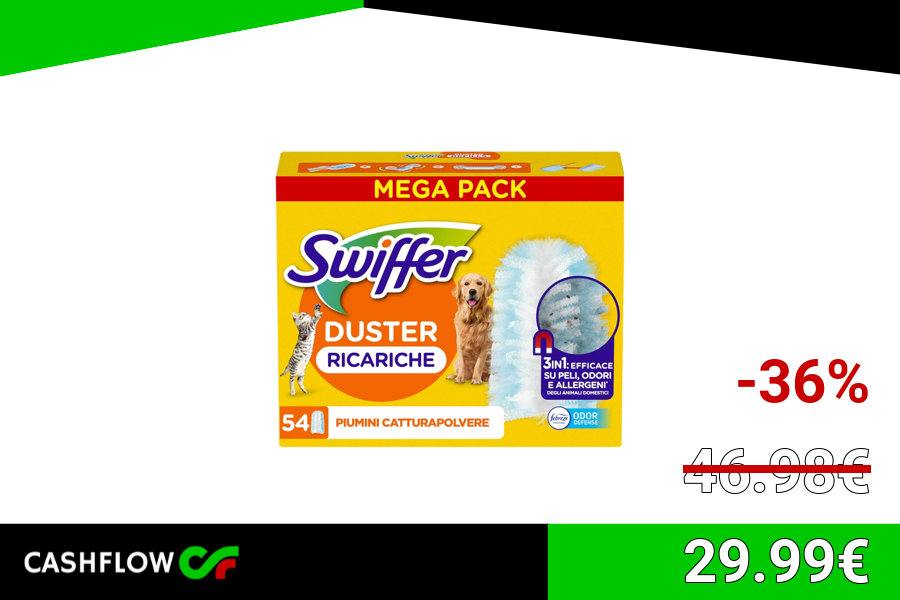 MEGA PACK
Swiffer
DUSTER
RICARICHE
3IN1: EFFICACE
SU PELI, ODORI
E ALLERGENI*
DEGLI ANIMALI DOMESTICI
54
PIUMINI CATTURAPOLVERE
febreze
ODOR
DEFENSE
-36%
46.98€
CASHFLOW
29.99€